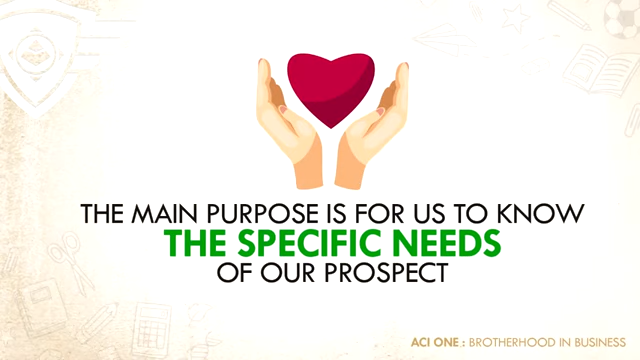 THE MAIN PURPOSE IS FOR US TO KNOW
THE SPECIFIC NEEDS
OF OUR PROSPECT
ACI ONE : BROTHERHOOD IN BUSINESS